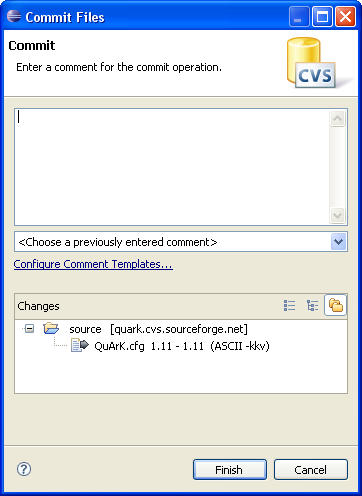 Commit Files
Commit
Enter a comment for the commit operation.
CVS
<Choose a previously entered comment>
Configure Comment Templates...
Changes
source [quark.cvs.sourceforge.net]
QuArK.cfg 1.11 - 1.11 (ASCII -kkv)
?
Finish
Cancel